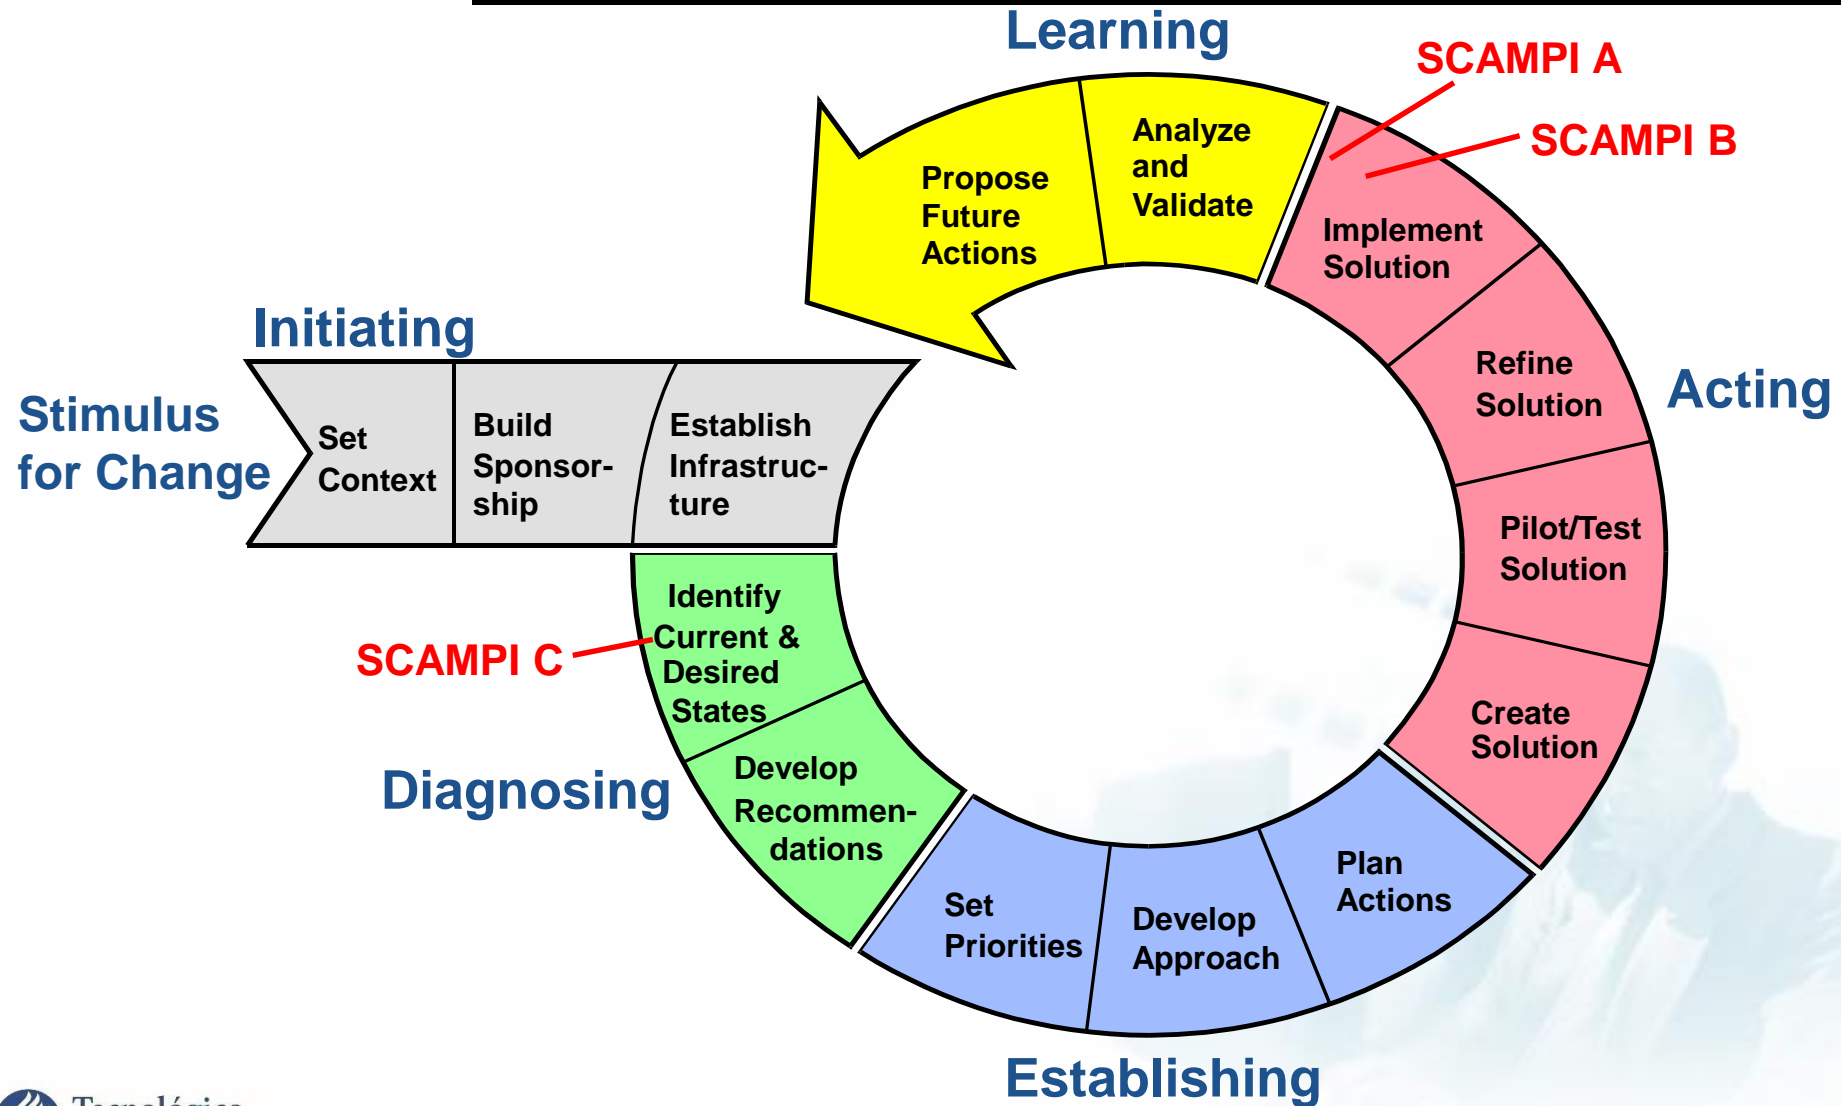 Learning
SCAMPI A
SCAMPI B
Analyze
and
Validate
Propose
Future
Actions
Implement
Solution
Initiating
Stimulus
for Change
Set
Context
Build
Sponsor-
ship
Establish
Infrastruc-
ture
Refine
Solution
Acting
Pilot/Test
Solution
Identify
Current &
Desired
States
SCAMPI C
Create
Solution
Diagnosing
Develop
Recommen-
dations
Plan
Actions
Set
Priorities
Develop
Approach
Establishing
Tecnológico